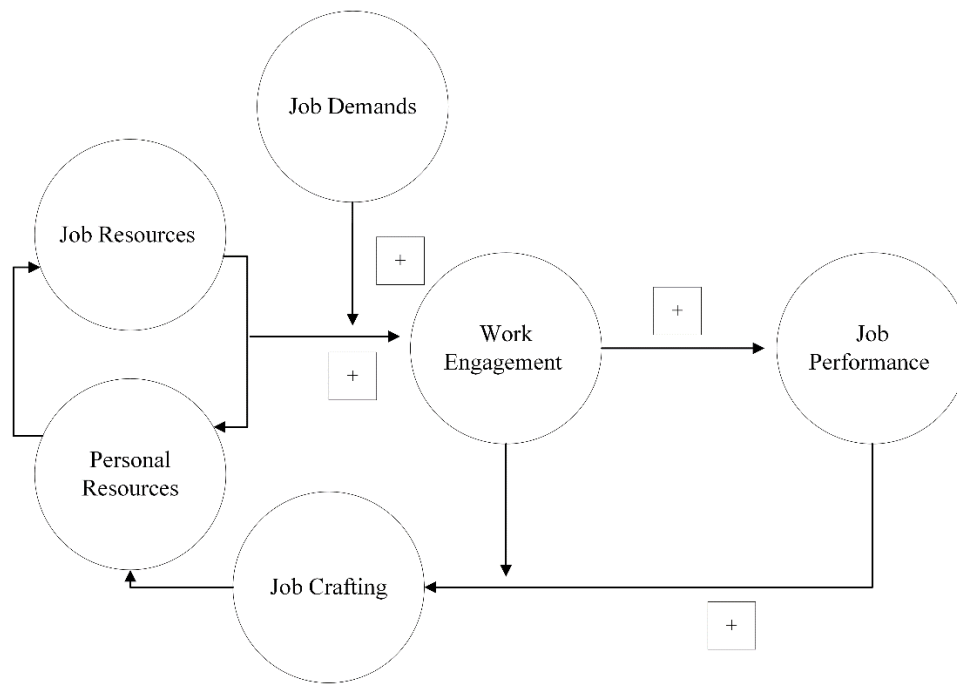 Job Demands
Job Resources
+
Work
Engagement
+
Job
Performance
+
Personal
Resources
Job Crafting
+